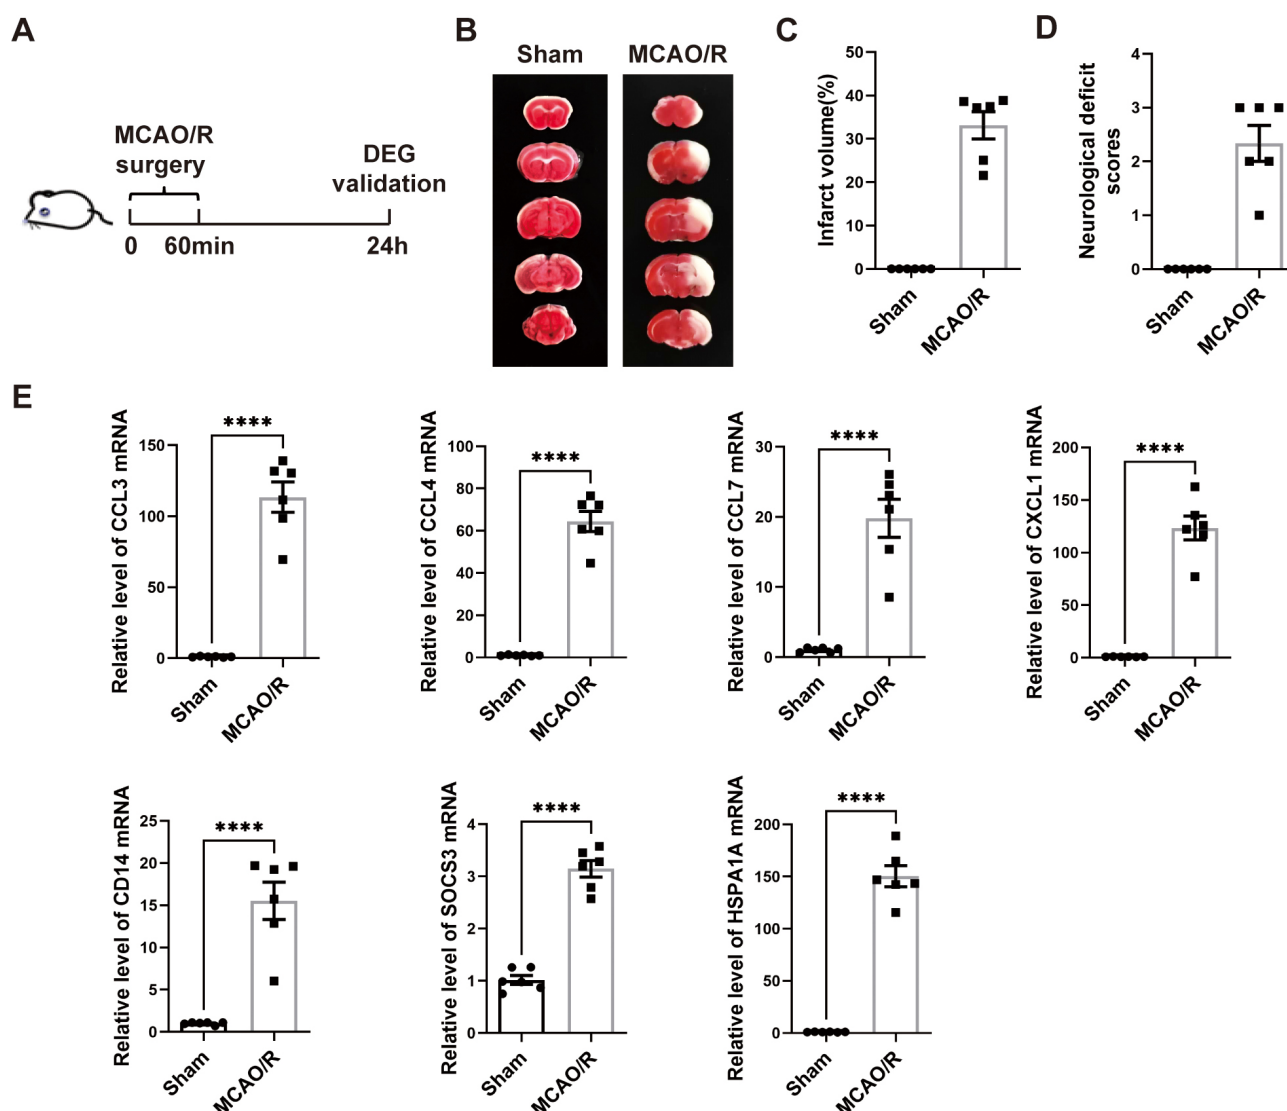 A
MCAO/R
surgery
DEG
validation
0
60min
24h
B
Sham
MCAO/R
C
Infarct volume(%)
50
40
30
20
10
0
Sham
MCAO/R
D
Neurological deficit
scores
4
3
2
1
0
Sham
MCAO/R
E
Relative level of CCL3 mRNA
150
100
50
0
****
Sham
MCAO/R
Relative level of CCL4 mRNA
100
80
60
40
20
0
****
Sham
MCAO/R
Relative level of CCL7 mRNA
30
20
10
0
****
Sham
MCAO/R
Relative level of CXCL1 mRNA
200
150
100
50
0
****
Sham
MCAO/R
Relative level of CD14 mRNA
25
20
15
10
5
0
****
Sham
MCAO/R
Relative level of SOCS3 mRNA
4
3
2
1
0
****
Sham
MCAO/R
Relative level of HSPA1A mRNA
200
150
100
50
0
****
Sham
MCAO/R